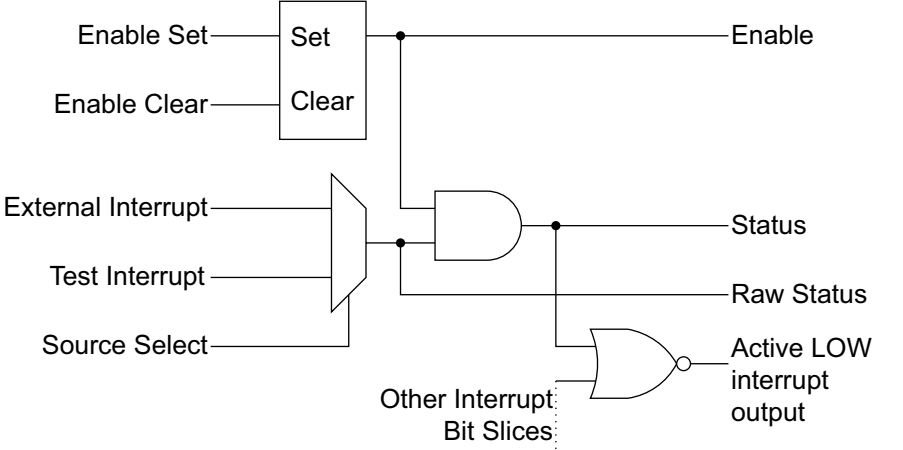 Enable Set
Set
Enable
Enable Clear
Clear
External Interrupt
Status
Test Interrupt
Raw Status
Source Select
Active LOW
interrupt
output
Other Interrupt
Bit Slices